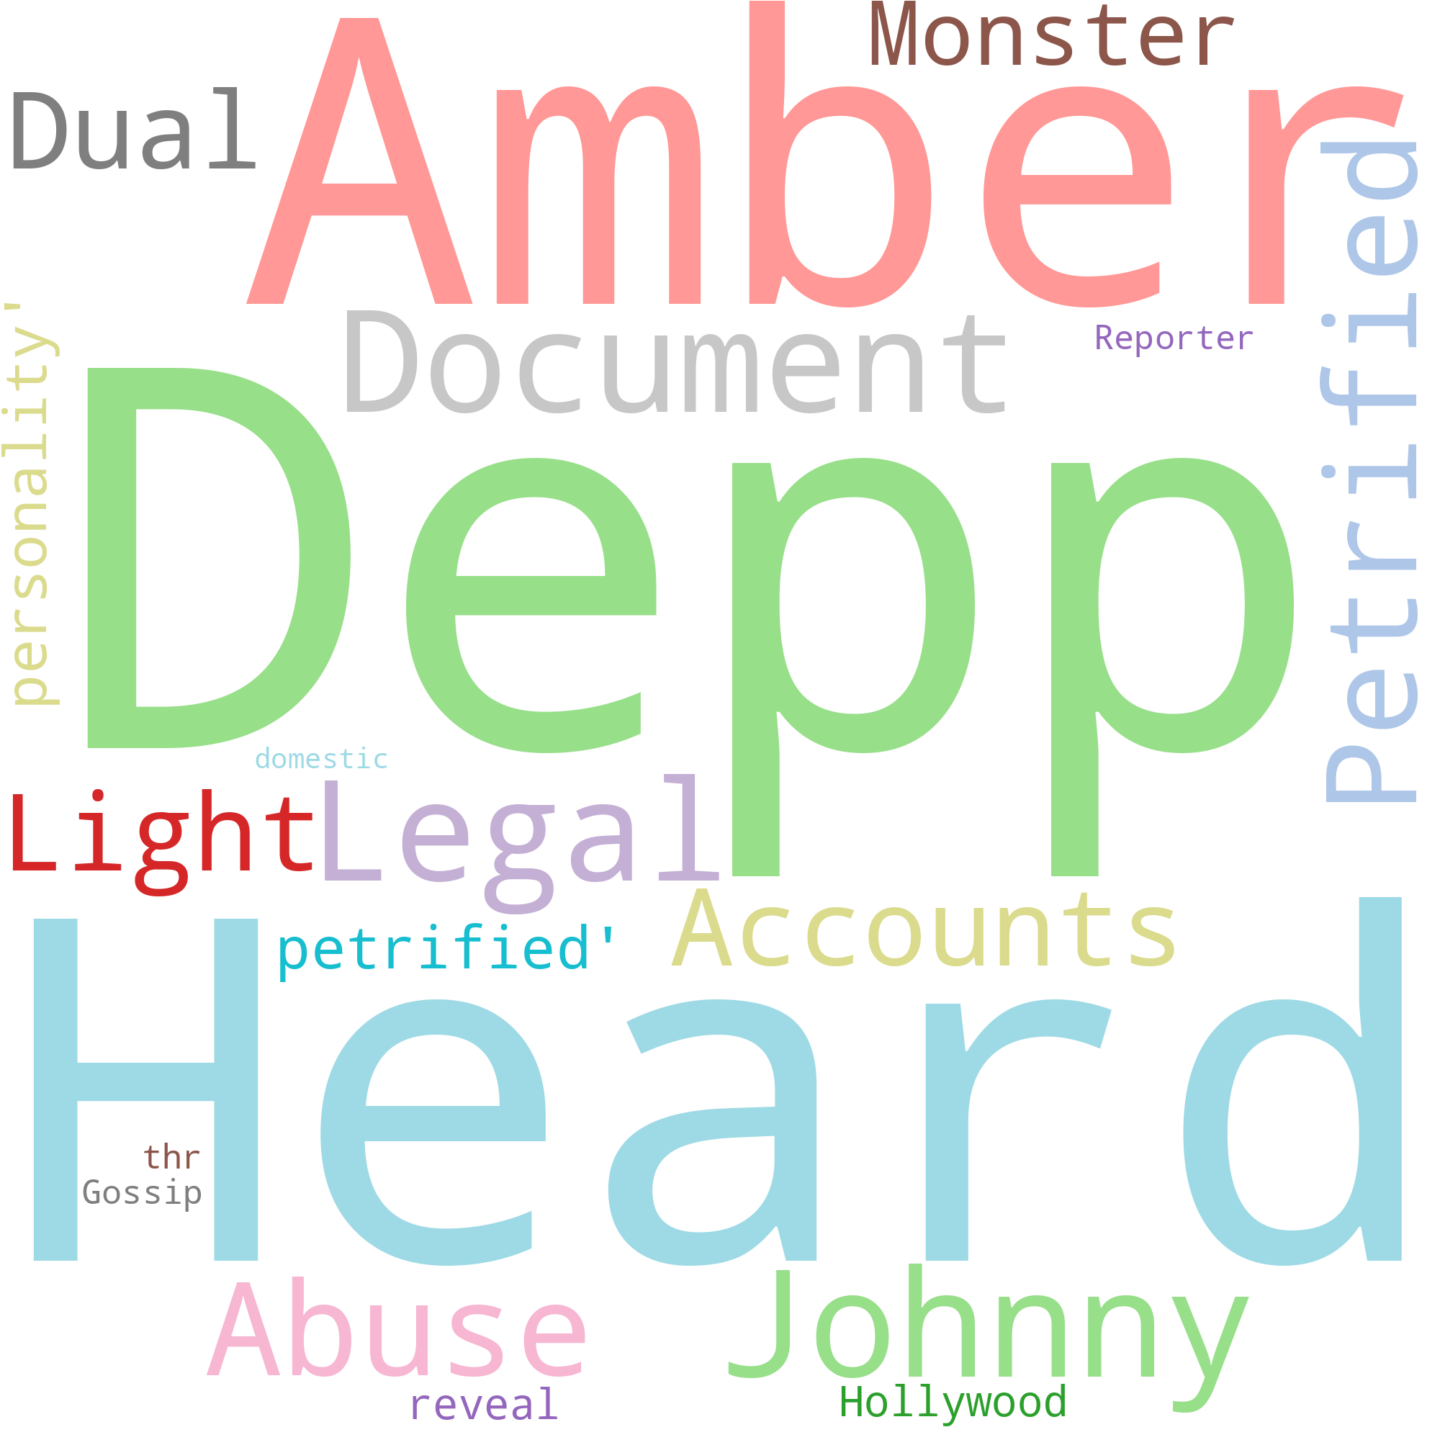 Monster
Dual
Amber
Petrified
personality'
Document
Reporter
Depp
domestic
Light
Legal
Accounts
petrified'
Heard
thr
Gossip
Abuse
Johnny
reveal
Hollywood